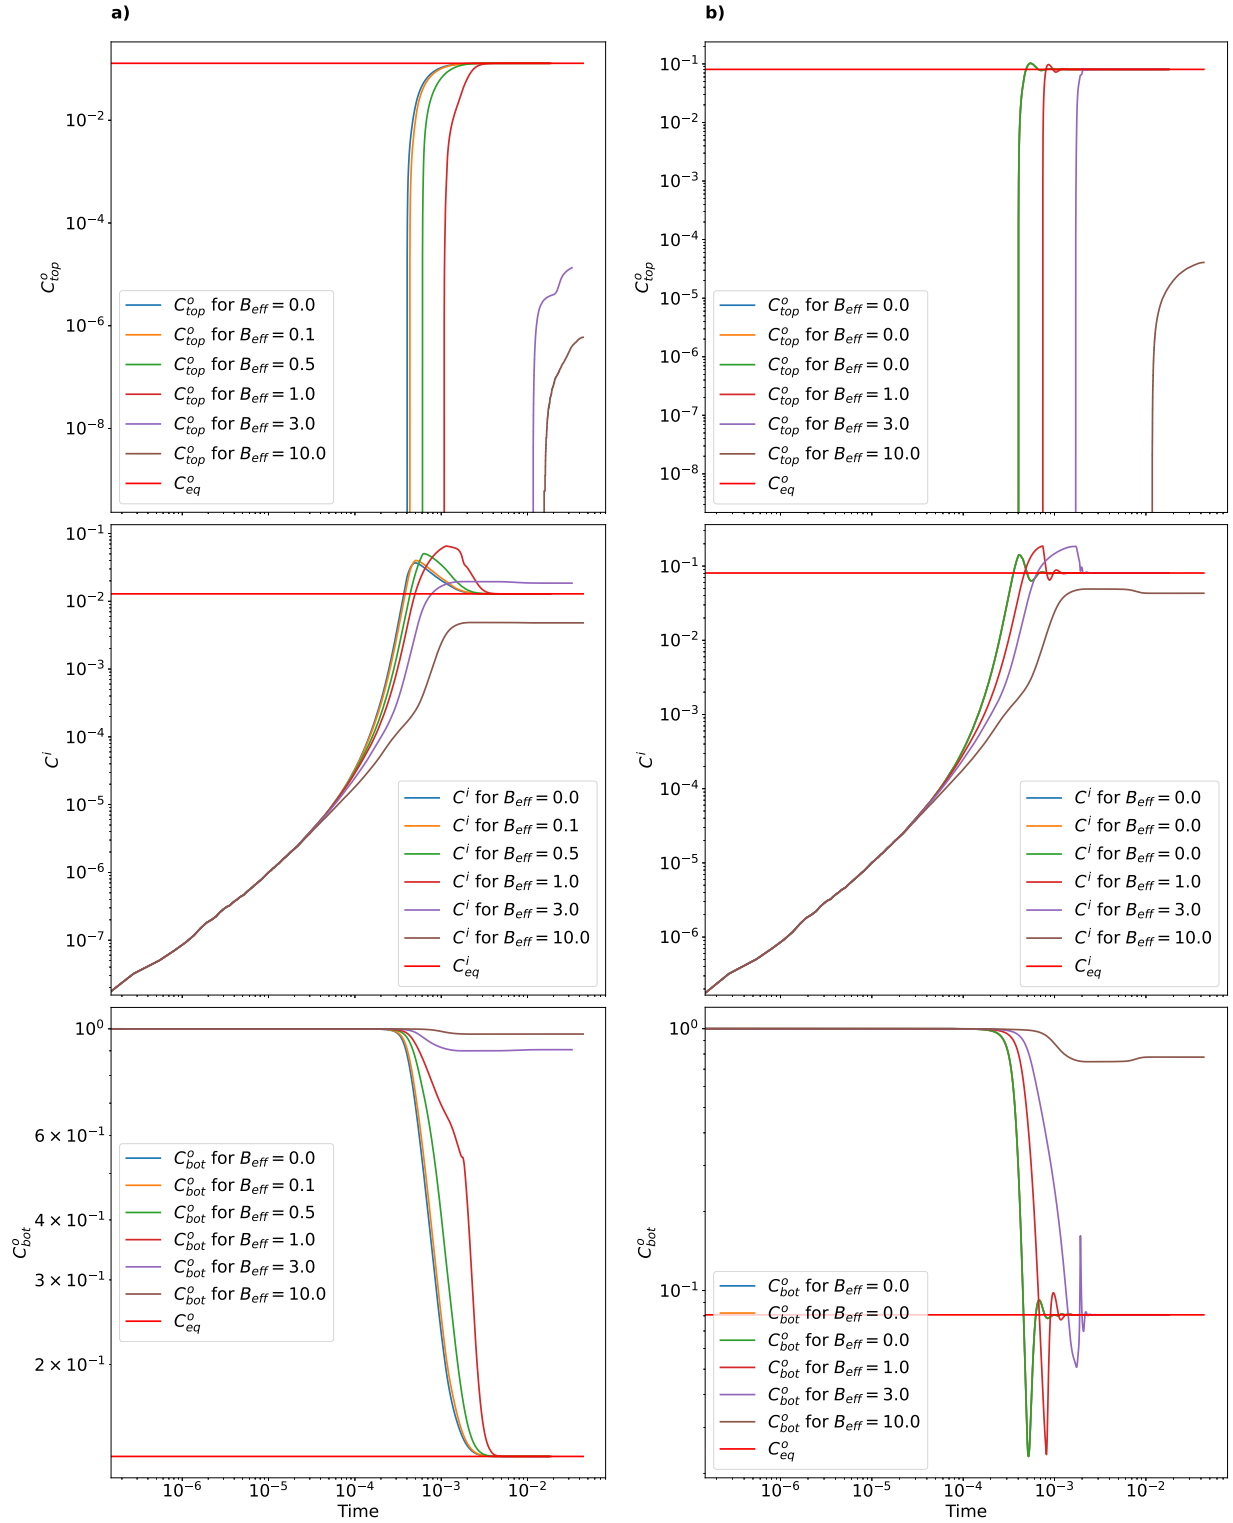 a)
10⁻²
10⁻⁴
10⁻⁶
10⁻⁸
C^o_top
C^o_top for B_eff = 0.0
C^o_top for B_eff = 0.1
C^o_top for B_eff = 0.5
C^o_top for B_eff = 1.0
C^o_top for B_eff = 3.0
C^o_top for B_eff = 10.0
C^o_eq
10⁻¹
10⁻²
10⁻³
10⁻⁴
10⁻⁵
10⁻⁶
10⁻⁷
C^i
C^i for B_eff = 0.0
C^i for B_eff = 0.1
C^i for B_eff = 0.5
C^i for B_eff = 1.0
C^i for B_eff = 3.0
C^i for B_eff = 10.0
C^i_eq
10⁰
6 × 10⁻¹
4 × 10⁻¹
3 × 10⁻¹
2 × 10⁻¹
C^o_bot
C^o_bot for B_eff = 0.0
C^o_bot for B_eff = 0.1
C^o_bot for B_eff = 0.5
C^o_bot for B_eff = 1.0
C^o_bot for B_eff = 3.0
C^o_bot for B_eff = 10.0
C^o_eq
10⁻⁶ 10⁻⁵ 10⁻⁴ 10⁻³ 10⁻²
Time
b)
10⁻¹
10⁻²
10⁻³
10⁻⁴
10⁻⁵
10⁻⁶
10⁻⁷
10⁻⁸
C^o_top
C^o_top for B_eff = 0.0
C^o_top for B_eff = 0.0
C^o_top for B_eff = 0.0
C^o_top for B_eff = 1.0
C^o_top for B_eff = 3.0
C^o_top for B_eff = 10.0
C^o_eq
10⁻¹
10⁻²
10⁻³
10⁻⁴
10⁻⁵
10⁻⁶
C^i
C^i for B_eff = 0.0
C^i for B_eff = 0.0
C^i for B_eff = 0.0
C^i for B_eff = 1.0
C^i for B_eff = 3.0
C^i for B_eff = 10.0
C^i_eq
10⁰
10⁻¹
C^o_bot
C^o_bot for B_eff = 0.0
C^o_bot for B_eff = 0.0
C^o_bot for B_eff = 0.0
C^o_bot for B_eff = 1.0
C^o_bot for B_eff = 3.0
C^o_bot for B_eff = 10.0
C^o_eq
10⁻⁶ 10⁻⁵ 10⁻⁴ 10⁻³ 10⁻²
Time